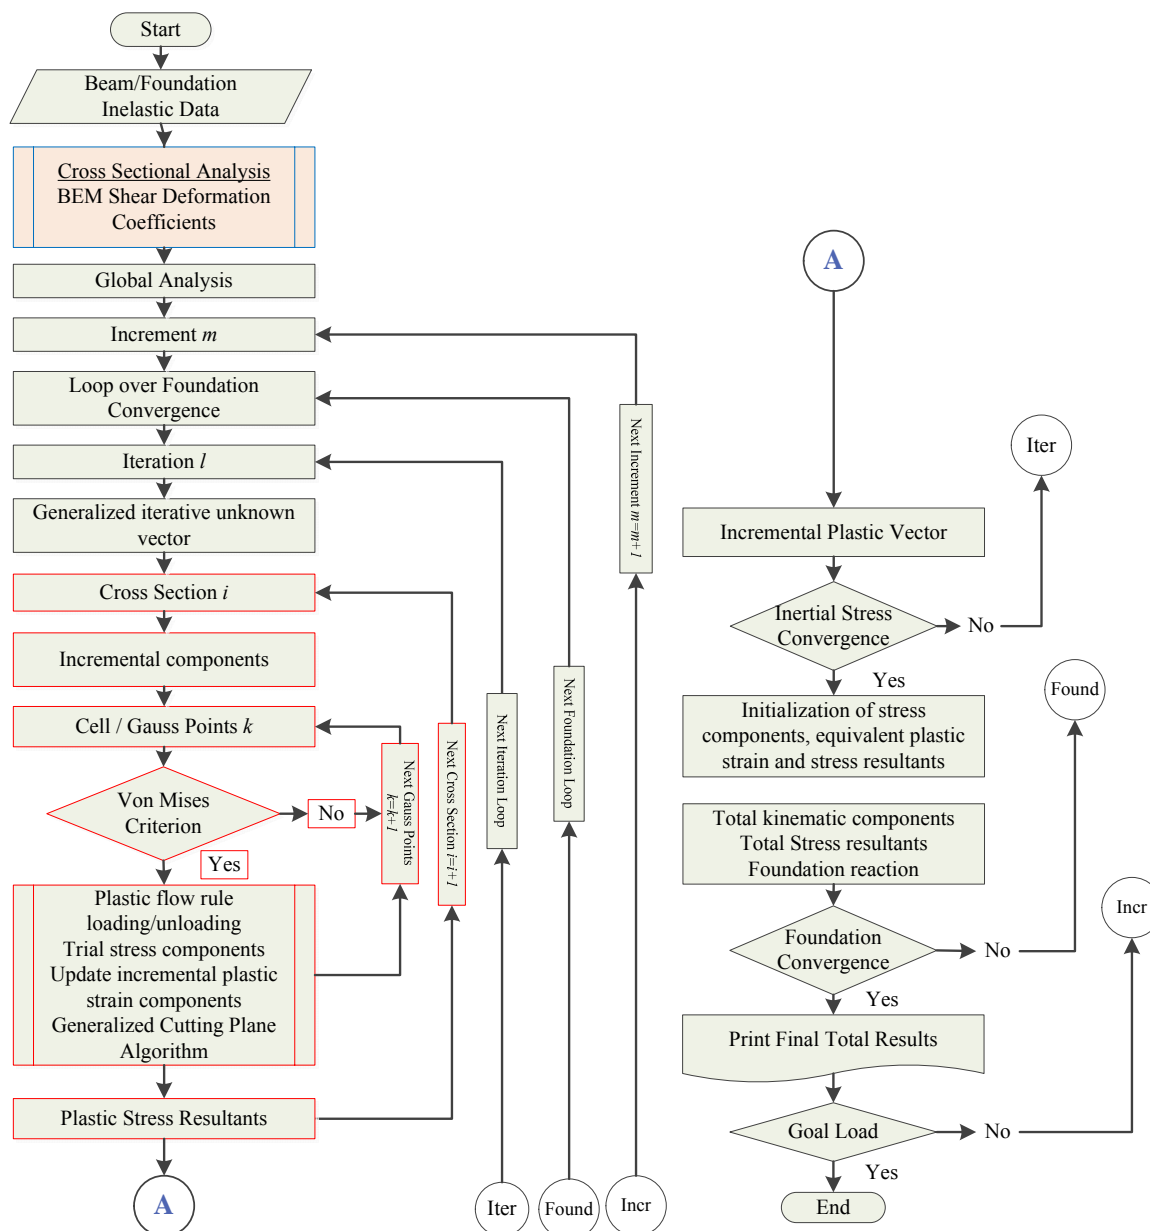 Start
Beam/Foundation
Inelastic Data
Cross Sectional Analysis
BEM Shear Deformation
Coefficients
Global Analysis
Increment m
Loop over Foundation
Convergence
Iteration l
Generalized iterative unknown
vector
Cross Section i
Incremental components
Cell / Gauss Points k
Von Mises
Criterion
No
Yes
Plastic flow rule
loading/unloading
Trial stress components
Update incremental plastic
strain components
Generalized Cutting Plane
Algorithm
Plastic Stress Resultants
A
Next Gauss Points
k=k+1
Next Cross Section i=i+1
Next Iteration Loop
Next Foundation Loop
Next Increment m=m+1
Iter
Found
Incr
A
Incremental Plastic Vector
Inertial Stress
Convergence
No
Iter
Yes
Initialization of stress
components, equivalent plastic
strain and stress resultants
Total kinematic components
Total Stress resultants
Foundation reaction
Foundation
Convergence
No
Found
Yes
Print Final Total Results
Goal Load
No
Incr
Yes
End